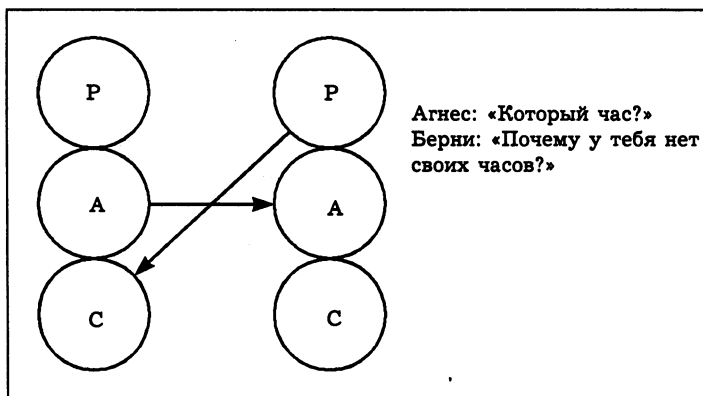 P P
Агнес: «Который час?»
Берни: «Почему у тебя нет
своих часов?»
A A
C C